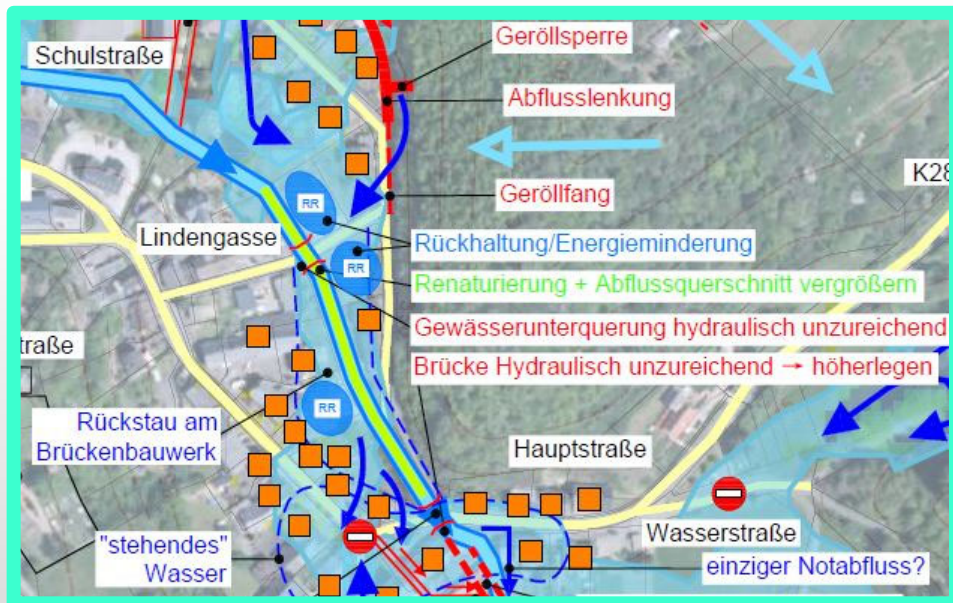 Geröllsperre
Schulstraße
Abflusslenkung
K28
Geröllfang
RR
Lindengasse
Rückhaltung/Energieminderung
RR
Renaturierung + Abflussquerschnitt vergrößern
Gewässerunterquerung hydraulisch unzureichend
traße
Brücke Hydraulisch unzureichend → höherlegen
RR
Rückstau am
Brückenbauwerk
Hauptstraße
Wasserstraße
"stehendes"
Wasser
einziger Notabfluss?